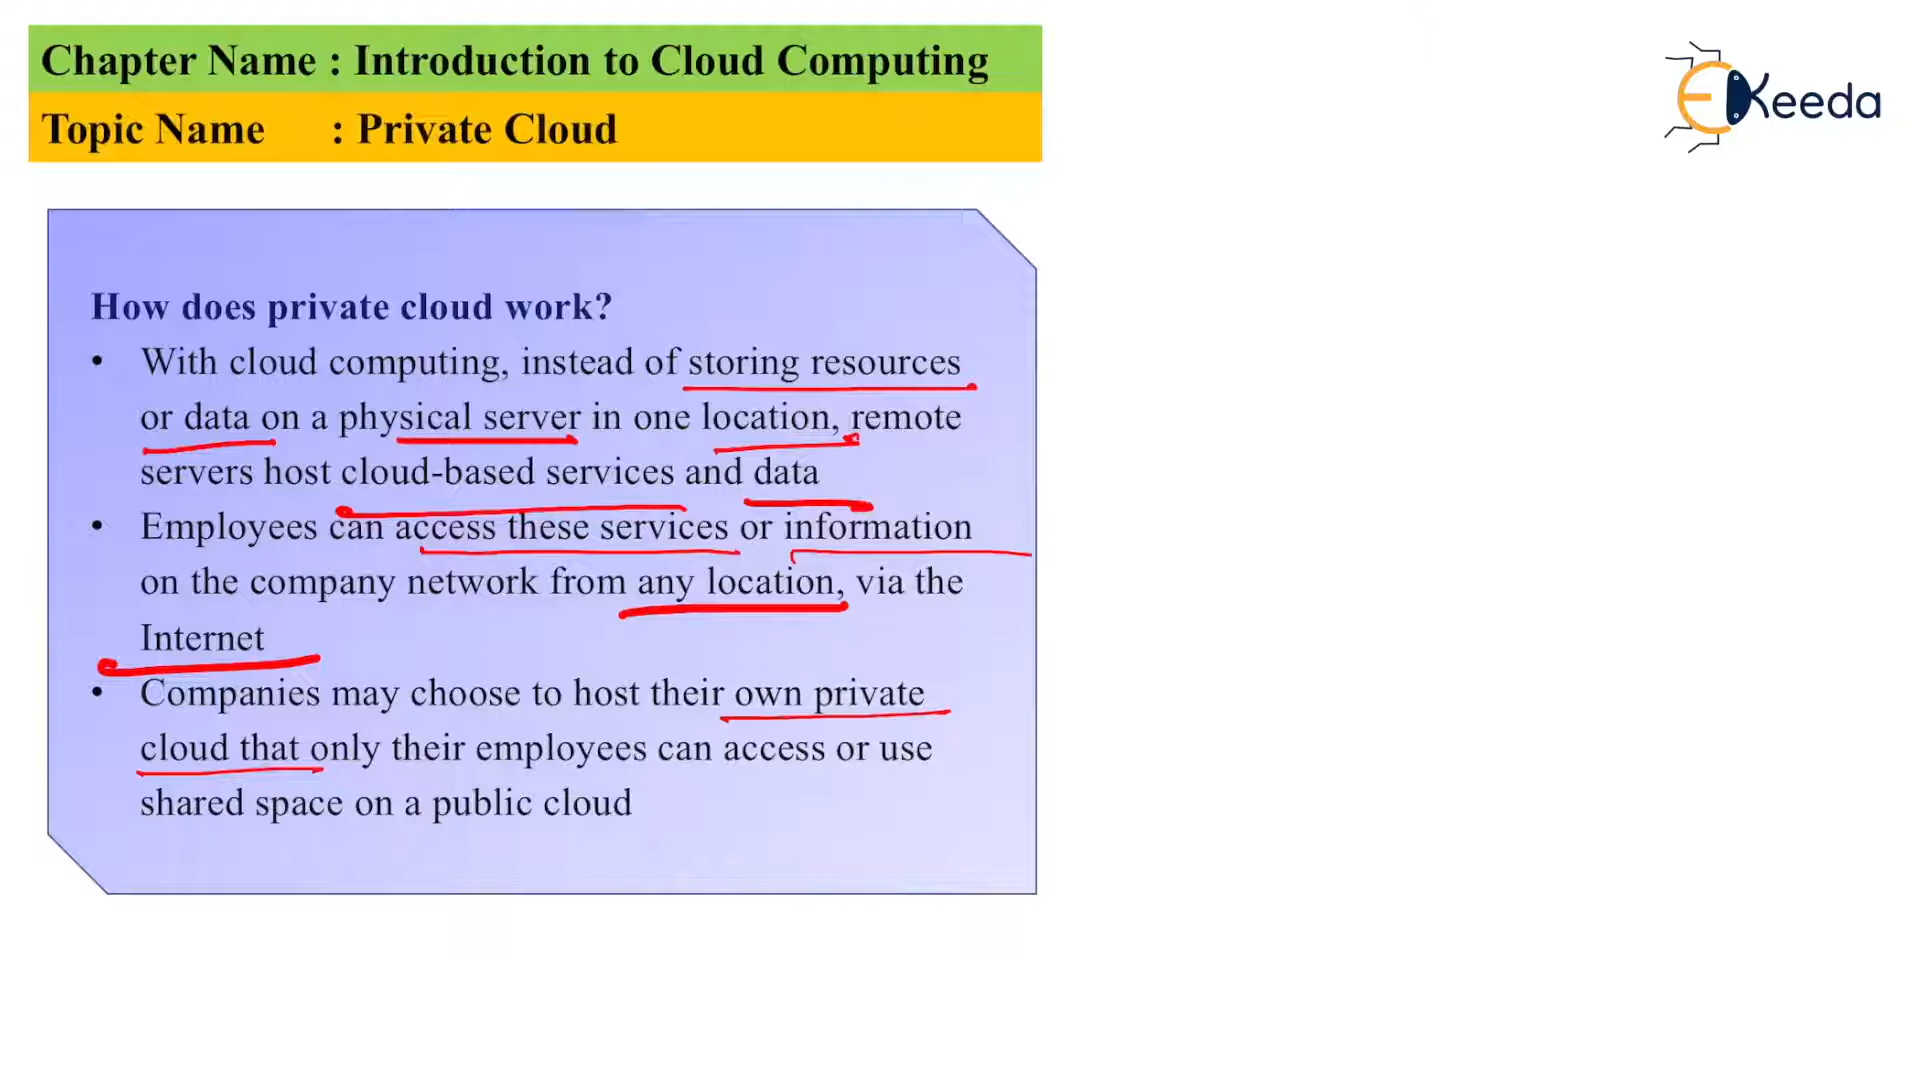 Chapter Name : Introduction to Cloud Computing
Topic Name : Private Cloud
EKeeda
How does private cloud work?
• With cloud computing, instead of storing resources
or data on a physical server in one location, remote
servers host cloud-based services and data
• Employees can access these services or information
on the company network from any location, via the
Internet
• Companies may choose to host their own private
cloud that only their employees can access or use
shared space on a public cloud